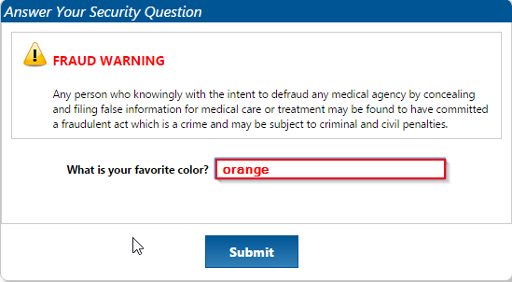 Answer Your Security Question
FRAUD WARNING
Any person who knowingly with the intent to defraud any medical agency by concealing
and filing false information for medical care or treatment may be found to have committed
a fraudulent act which is a crime and may be subject to criminal and civil penalties.
What is your favorite color? orange
Submit